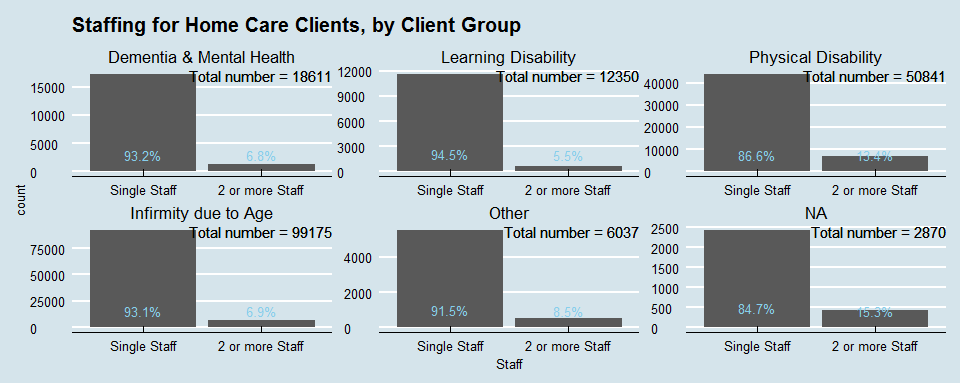 Staffing for Home Care Clients, by Client Group
Dementia & Mental Health
Learning Disability
Physical Disability
Total number = 18611
Total number = 12350
Total number = 50841
15000
10000
5000
0
12000
9000
6000
3000
0
40000
30000
20000
10000
0
93.2%
6.8%
94.5%
5.5%
86.6%
13.4%
Single Staff
2 or more Staff
Single Staff
2 or more Staff
Single Staff
2 or more Staff
count
Infirmity due to Age
Other
NA
Total number = 99175
Total number = 6037
Total number = 2870
75000
50000
25000
0
4000
2000
0
2500
2000
1500
1000
500
0
93.1%
6.9%
91.5%
8.5%
84.7%
15.3%
Single Staff
2 or more Staff
Single Staff
2 or more Staff
Single Staff
2 or more Staff
Staff